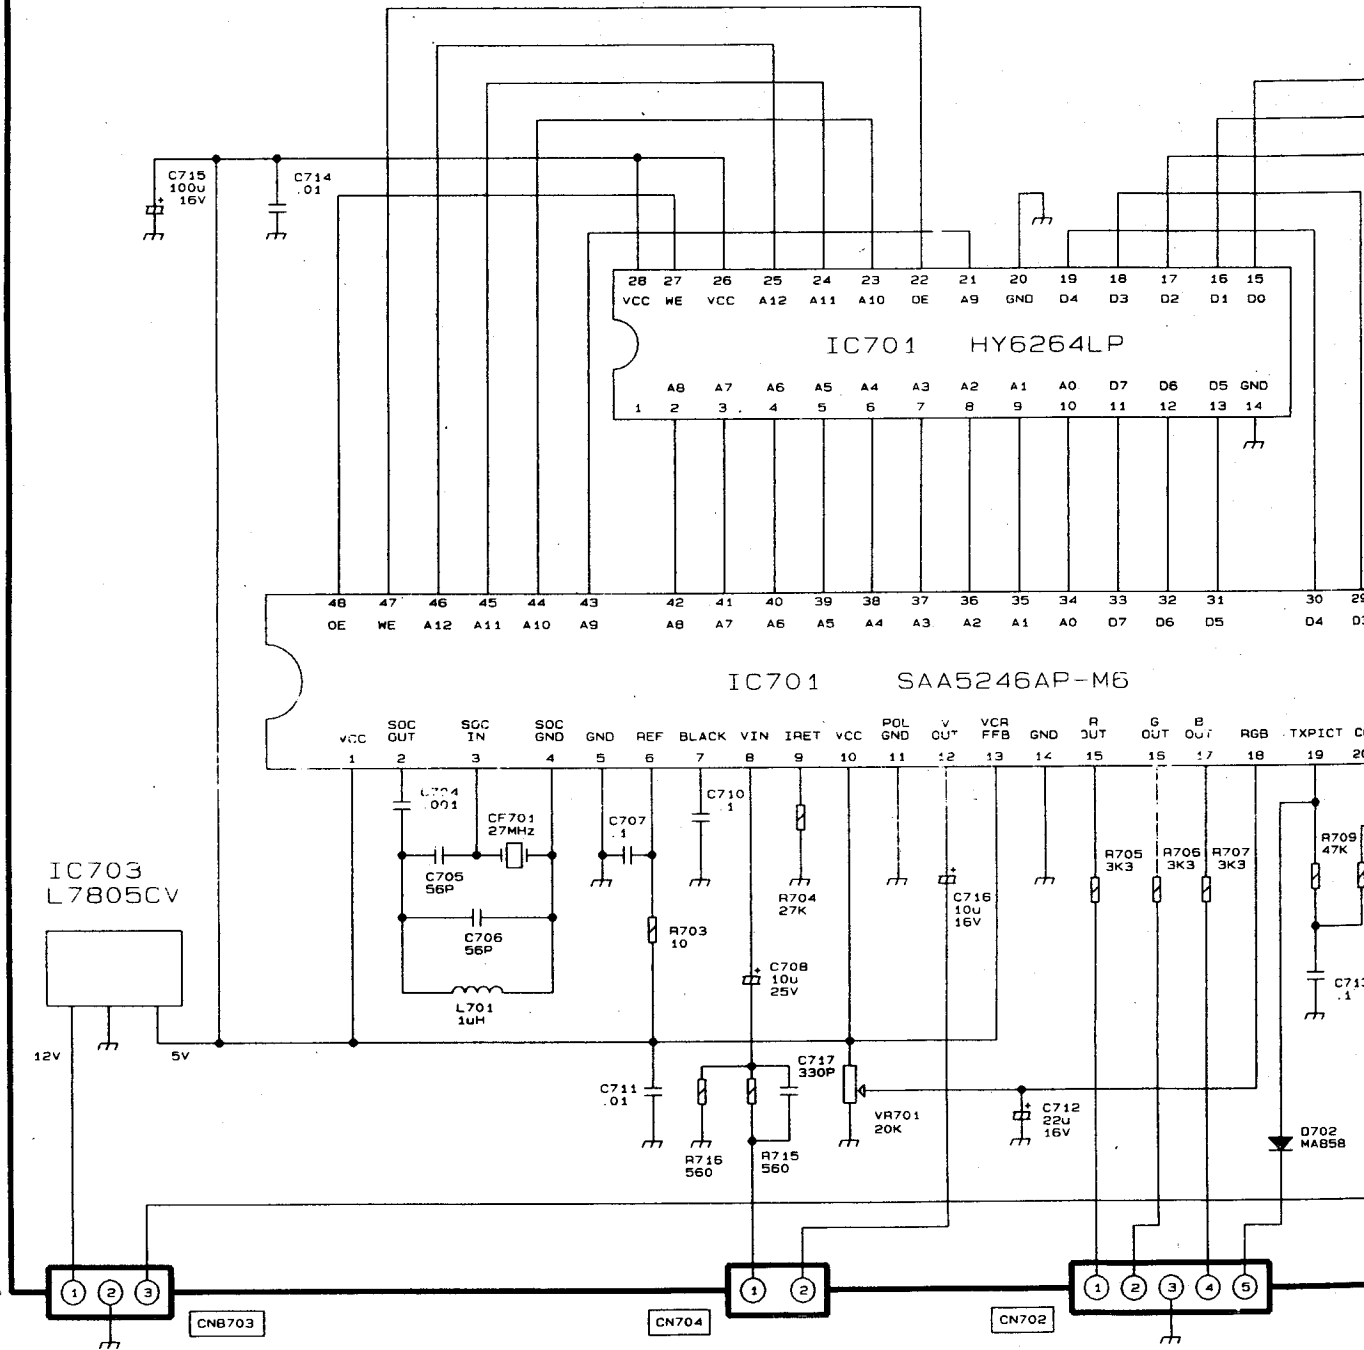 C715
100u
16V
C714
.01
28 27 26 25 24 23 22 21 20 19 18 17 16 15
VCC WE VCC A12 A11 A10 OE A9 GND D4 D3 D2 D1 D0
IC701 HY6264LP
A8 A7 A6 A5 A4 A3 A2 A1 A0 D7 D6 D5 GND
1 2 3 4 5 6 7 8 9 10 11 12 13 14
48 47 46 45 44 43 42 41 40 39 38 37 36 35 34 33 32 31 30 29
OE WE A12 A11 A10 A9 A8 A7 A6 A5 A4 A3 A2 A1 A0 D7 D6 D5 D4
IC701 SAA5246AP-M6
VCC SOC OUT SOC IN SOC GND GND REF BLACK VIN IRET VCC POL GND V OUT VCR FFB GND R OUT G OUT B OUT RGB TXPICT
1 2 3 4 5 6 7 8 9 10 11 12 13 14 15 16 17 18 19 20
C704
.001
CF701
27MHz
C705
56P
C706
56P
L701
1uH
C707
.1
R703
10
C710
.1
R704
27K
C708
10u
25V
C716
10u
16V
R705
3K3
R706
3K3
R707
3K3
R709
47K
C713
.1
IC703
L7805CV
12V
5V
C711
.01
R716
560
R715
560
C717
330P
VR701
20K
C712
22u
16V
D702
MA858
1 2 3
CNB703
1 2
CN704
1 2 3 4 5
CN702